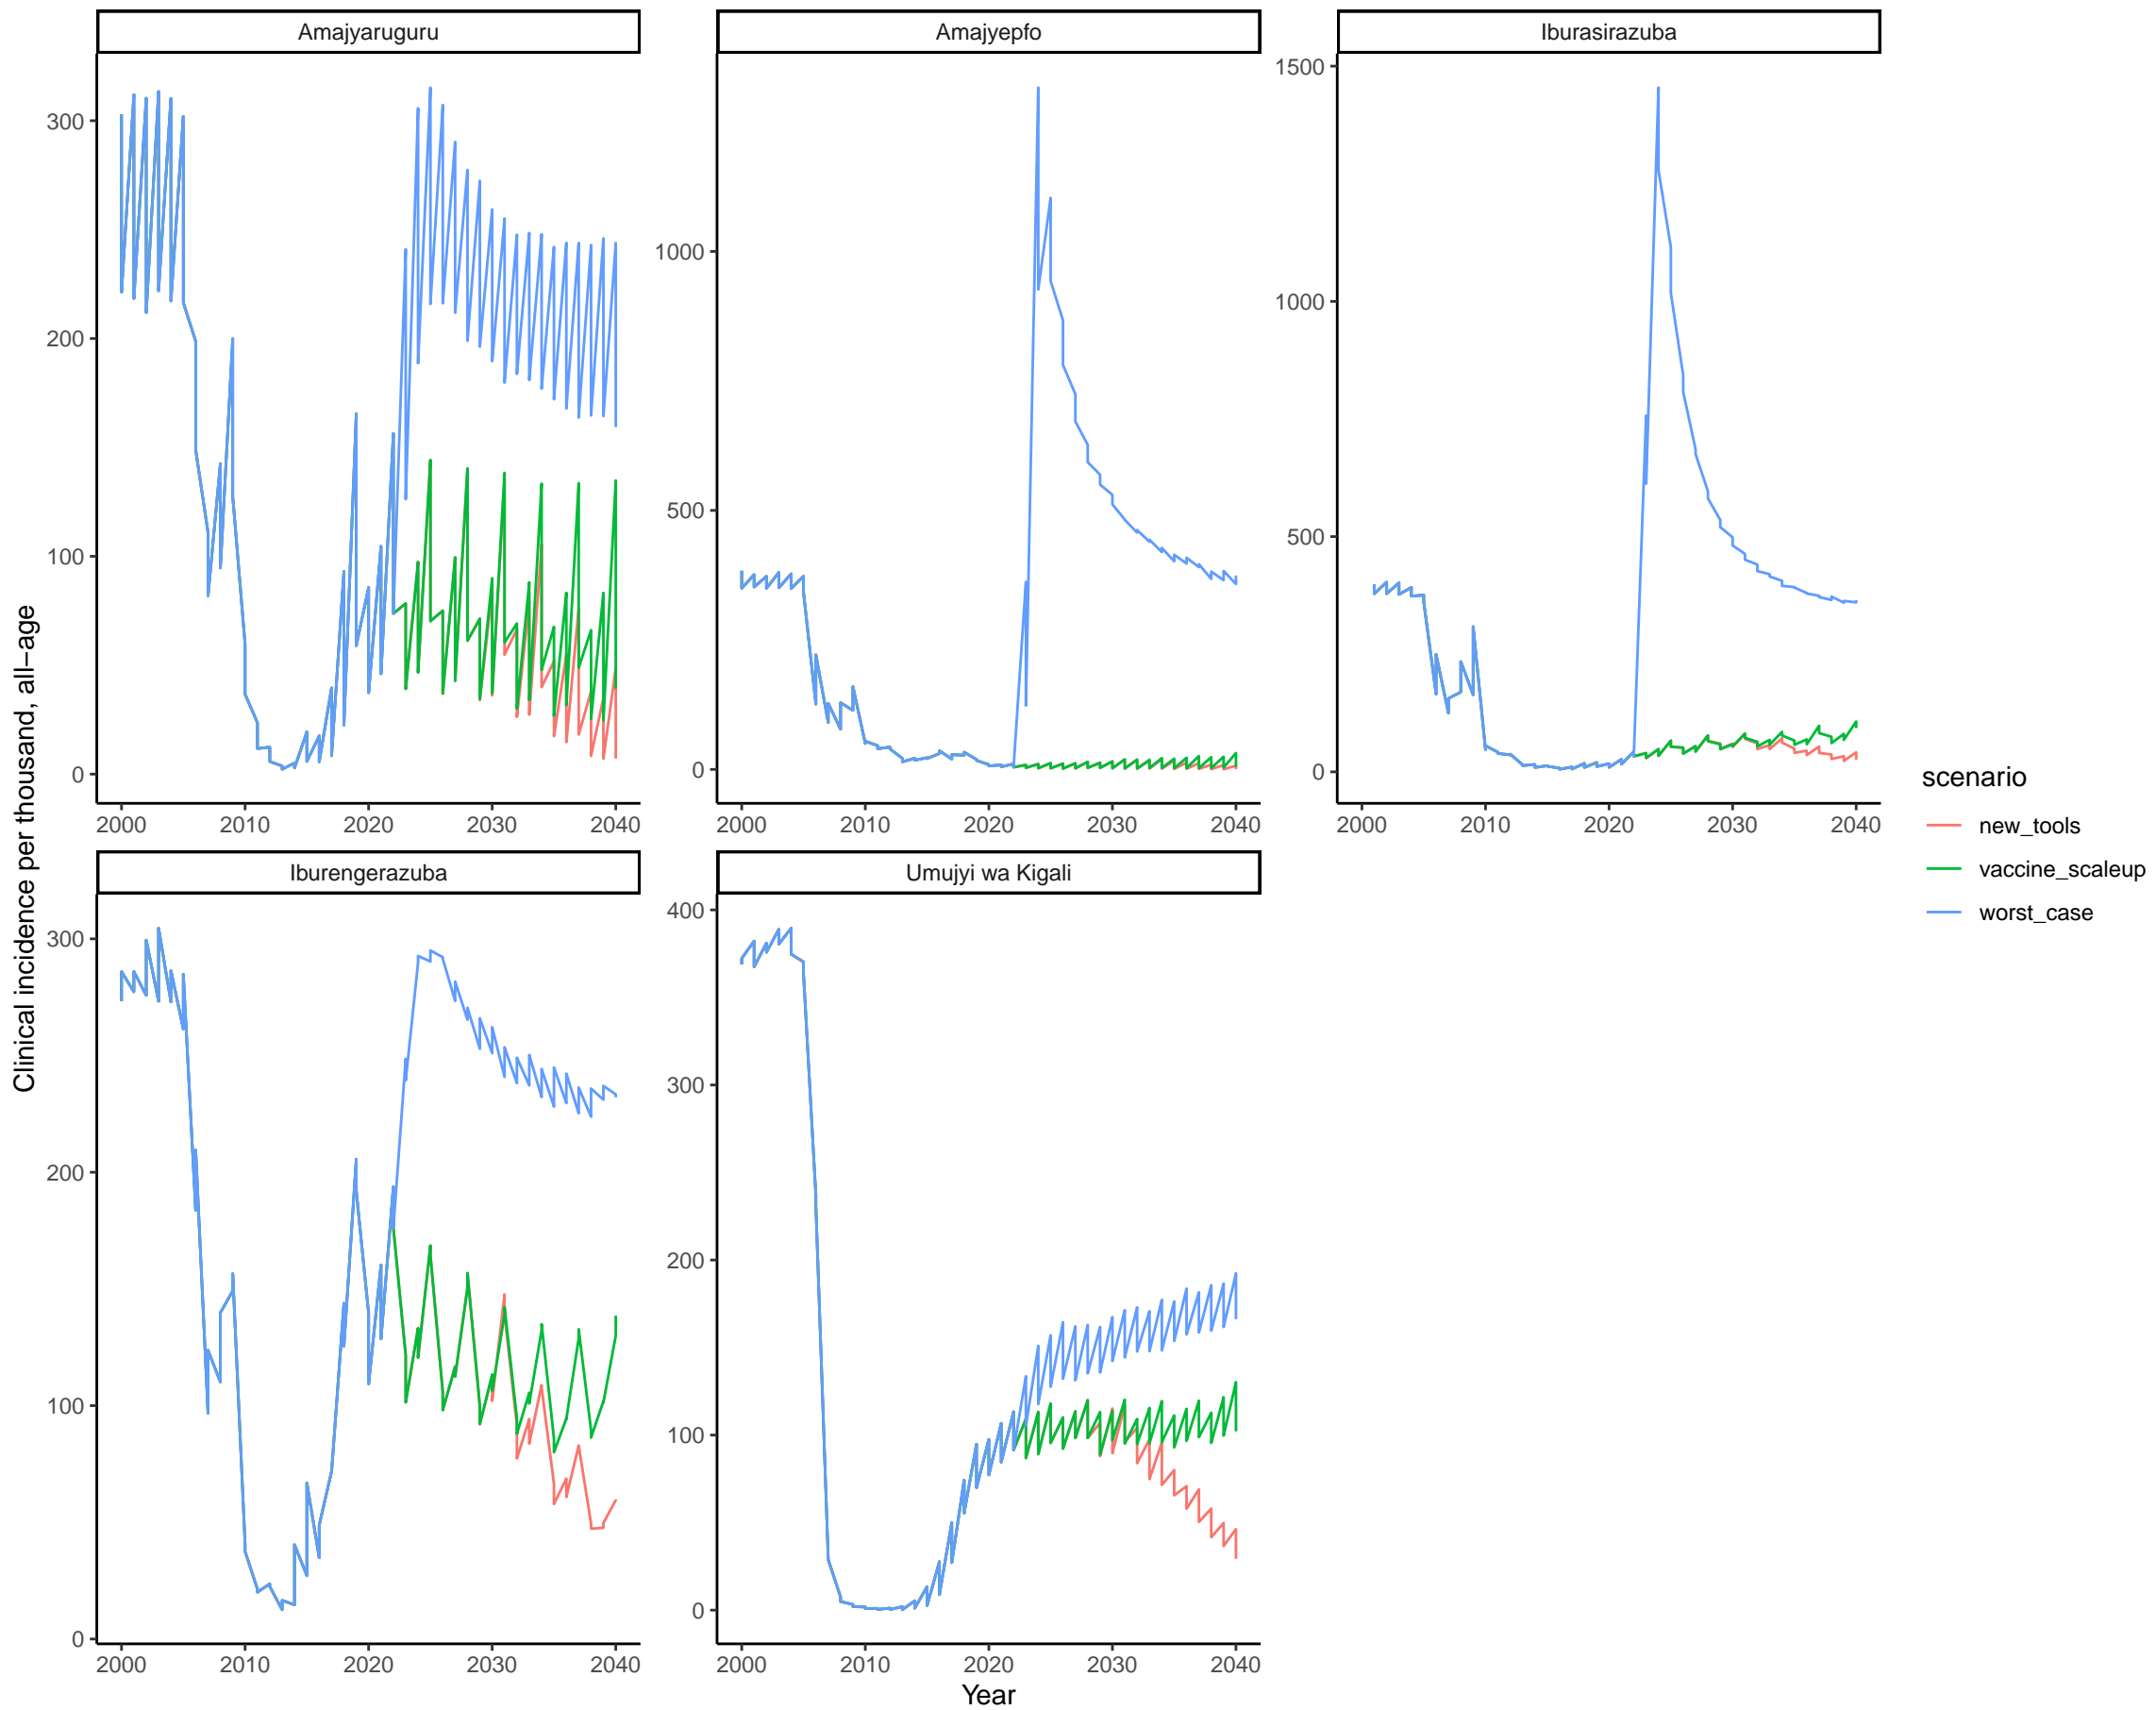 Amajyaruguru
Amajyepfo
Iburasirazuba
300
200
100
0
1000
500
0
1500
1000
500
0
2000 2010 2020 2030 2040
2000 2010 2020 2030 2040
2000 2010 2020 2030 2040
Iburengerazuba
Umujyi wa Kigali
300
200
100
0
400
300
200
100
0
2000 2010 2020 2030 2040
2000 2010 2020 2030 2040
Year
Clinical incidence per thousand, all−age
scenario
new_tools
vaccine_scaleup
worst_case